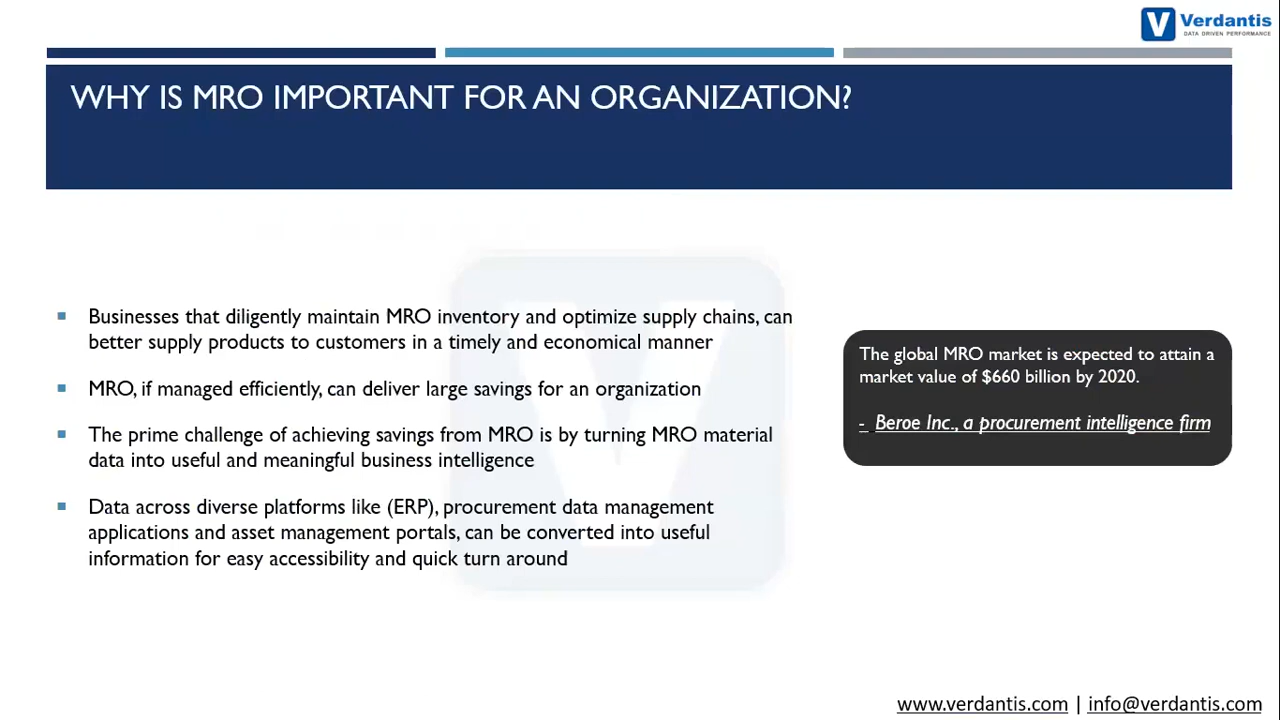 Verdantis
DATA DRIVEN PERFORMANCE
WHY IS MRO IMPORTANT FOR AN ORGANIZATION?
▪ Businesses that diligently maintain MRO inventory and optimize supply chains, can
better supply products to customers in a timely and economical manner
▪ MRO, if managed efficiently, can deliver large savings for an organization
▪ The prime challenge of achieving savings from MRO is by turning MRO material
data into useful and meaningful business intelligence
▪ Data across diverse platforms like (ERP), procurement data management
applications and asset management portals, can be converted into useful
information for easy accessibility and quick turn around
The global MRO market is expected to attain a
market value of $660 billion by 2020.
- Beroe Inc., a procurement intelligence firm
www.verdantis.com | info@verdantis.com